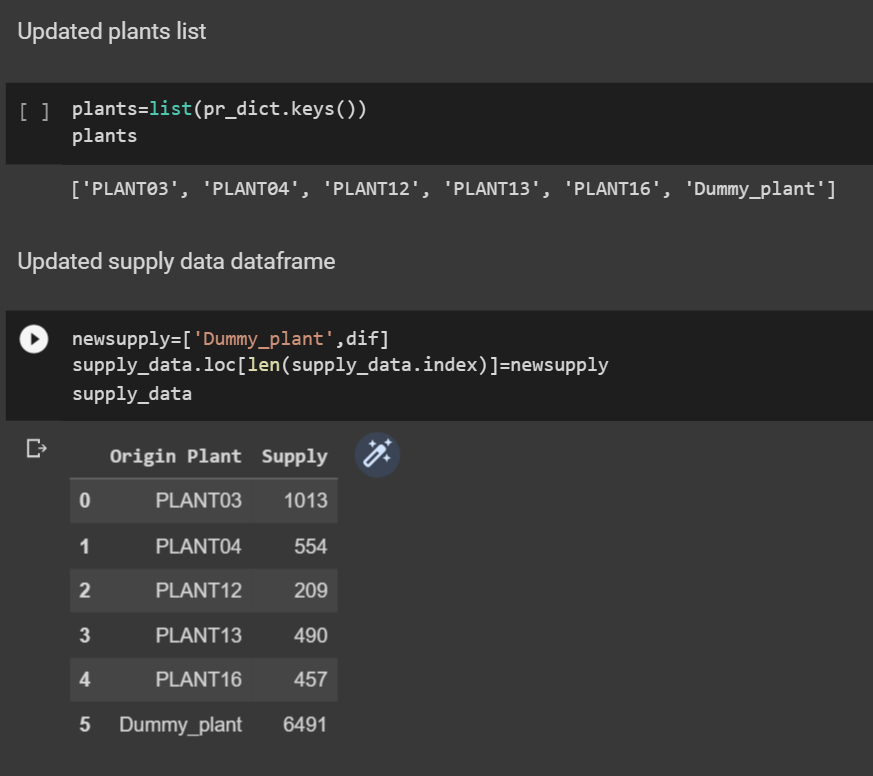 Updated plants list
[ ] plants=list(pr_dict.keys())
plants
['PLANT03', 'PLANT04', 'PLANT12', 'PLANT13', 'PLANT16', 'Dummy_plant']
Updated supply data dataframe
newsupply=['Dummy_plant',dif]
supply_data.loc[len(supply_data.index)]=newsupply
supply_data
Origin Plant Supply
0 PLANT03 1013
1 PLANT04 554
2 PLANT12 209
3 PLANT13 490
4 PLANT16 457
5 Dummy_plant 6491